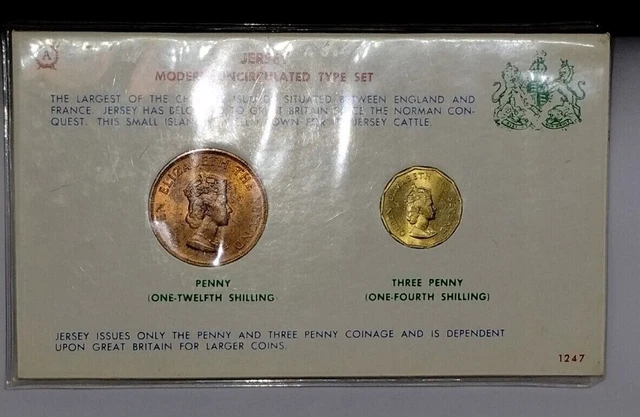 A
JERSEY
MODERN UNCIRCULATED TYPE SET
THE LARGEST OF THE CHANNEL ISLANDS, SITUATED BETWEEN ENGLAND AND
FRANCE. JERSEY HAS BELONGED TO GREAT BRITAIN SINCE THE NORMAN CON-
QUEST. THIS SMALL ISLAND IS WELL KNOWN FOR ITS JERSEY CATTLE.
QUEEN ELIZABETH THE SECOND
PENNY
(ONE-TWELFTH SHILLING)
THREE PENNY
(ONE-FOURTH SHILLING)
JERSEY ISSUES ONLY THE PENNY AND THREE PENNY COINAGE AND IS DEPENDENT
UPON GREAT BRITAIN FOR LARGER COINS.
1247